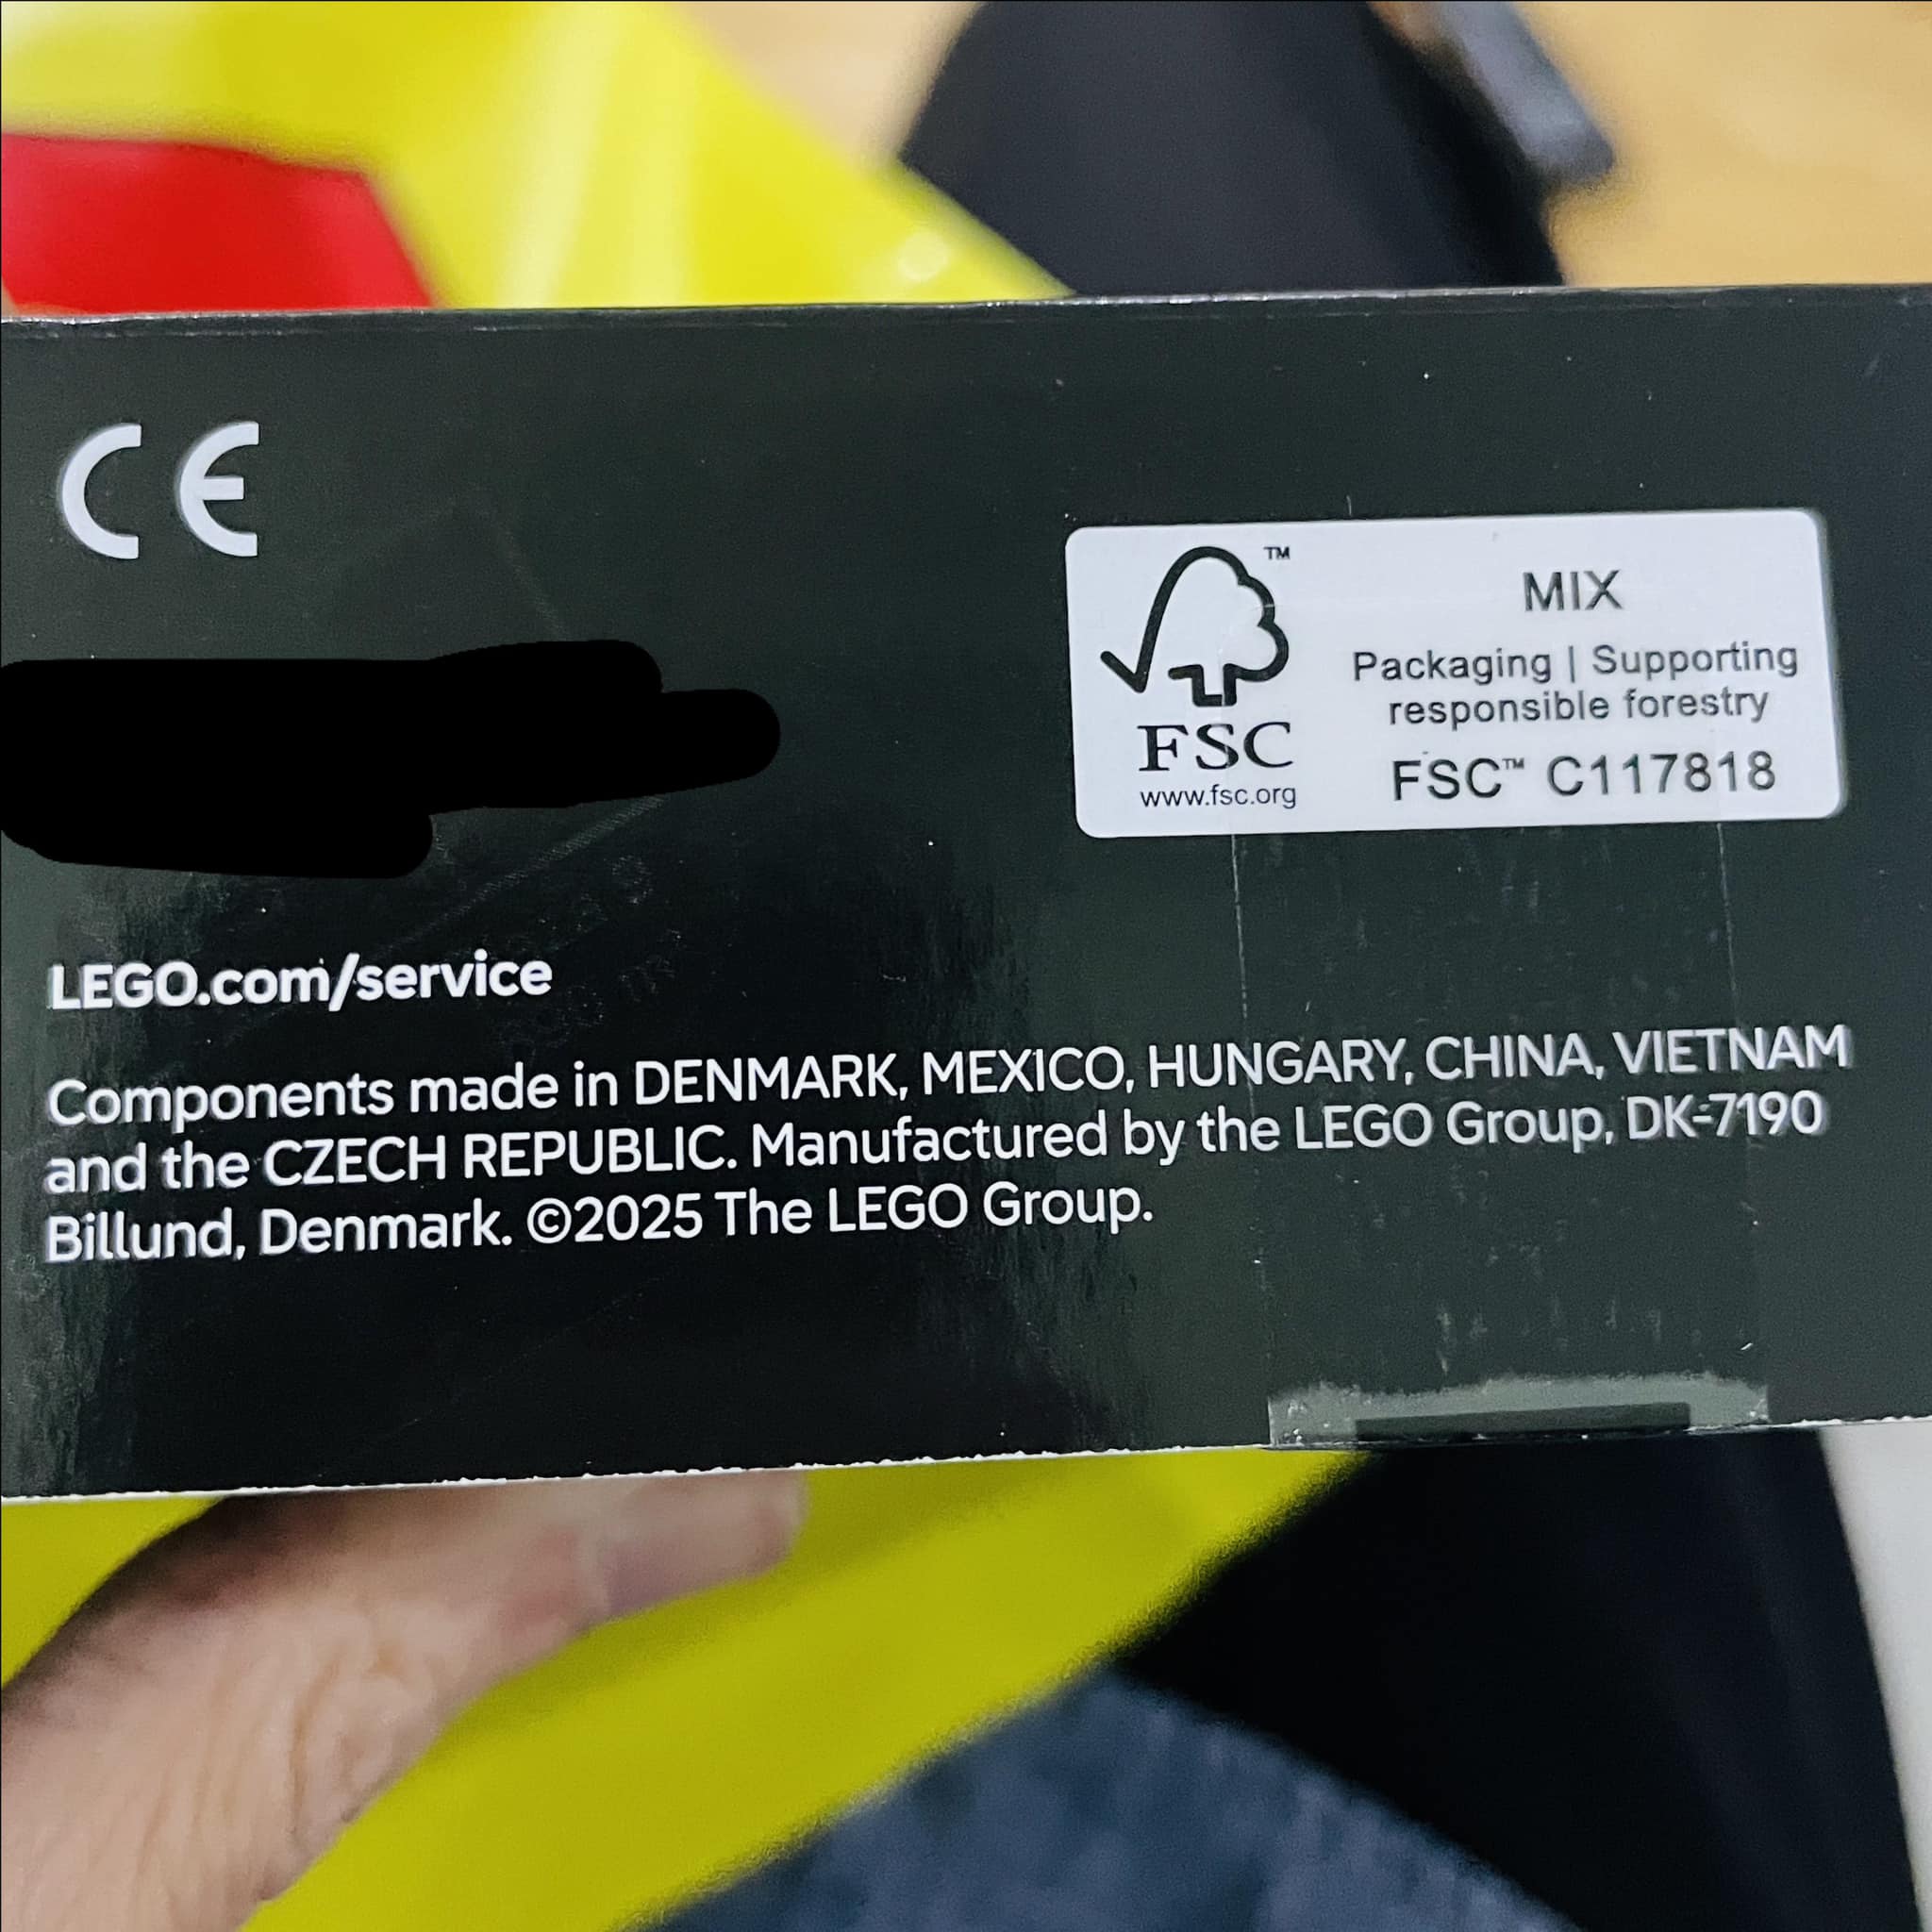 CE
TM
MIX
Packaging | Supporting
responsible forestry
FSC
www.fsc.org
FSC™ C117818
LEGO.com/service
Components made in DENMARK, MEXICO, HUNGARY, CHINA, VIETNAM
and the CZECH REPUBLIC. Manufactured by the LEGO Group, DK-7190
Billund, Denmark. ©2025 The LEGO Group.